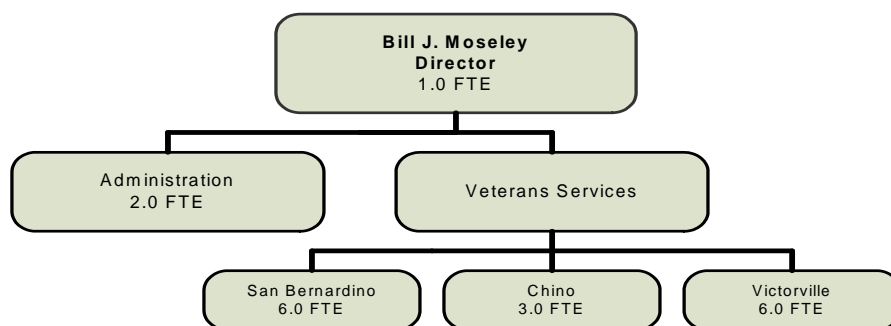 Bill J. Moseley
Director
1.0 FTE
Administration
2.0 FTE
Veterans Services
San Bernardino
6.0 FTE
Chino
3.0 FTE
Victorville
6.0 FTE